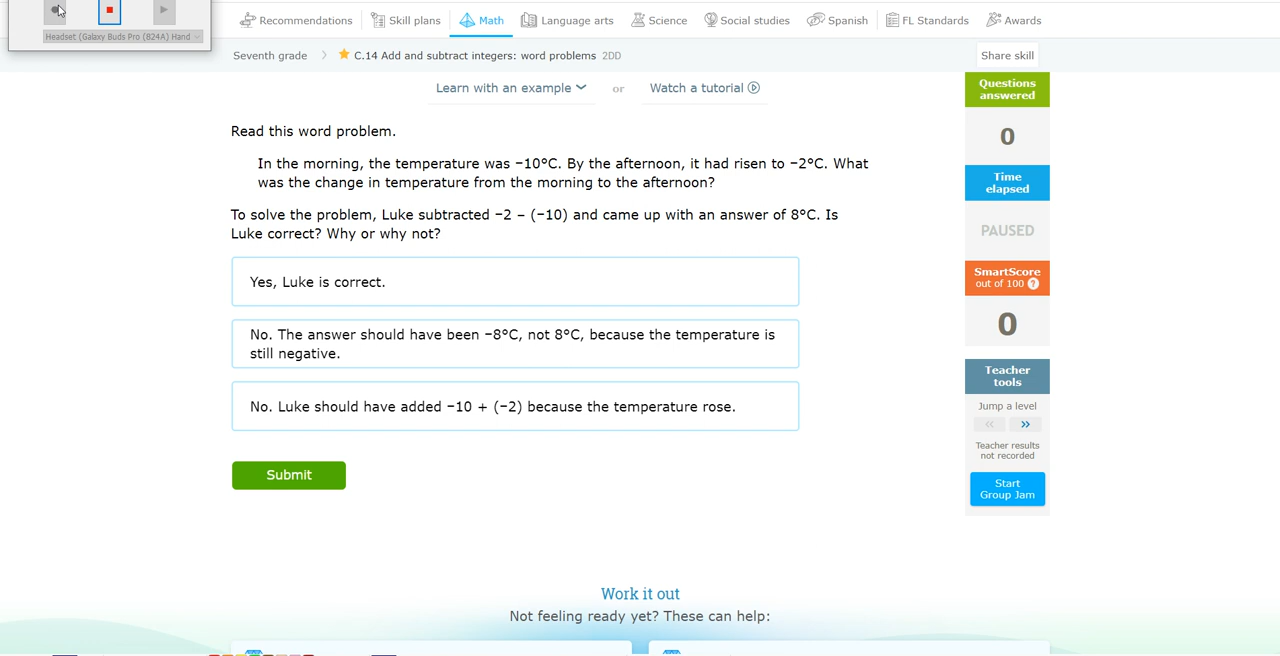 Headset (Galaxy Buds Pro (824A) Hand
Recommendations
Skill plans
Math
Language arts
Science
Social studies
Spanish
FL Standards
Awards
Seventh grade
C.14 Add and subtract integers: word problems 2DD
Share skill
Learn with an example
or
Watch a tutorial
Read this word problem.
In the morning, the temperature was −10°C. By the afternoon, it had risen to −2°C. What
was the change in temperature from the morning to the afternoon?
To solve the problem, Luke subtracted −2 – (−10) and came up with an answer of 8°C. Is
Luke correct? Why or why not?
Yes, Luke is correct.
No. The answer should have been −8°C, not 8°C, because the temperature is
still negative.
No. Luke should have added −10 + (−2) because the temperature rose.
Submit
Questions
answered
0
Time
elapsed
PAUSED
SmartScore
out of 100 ?
0
Teacher
tools
Jump a level
Teacher results
not recorded
Start
Group Jam
Work it out
Not feeling ready yet? These can help: